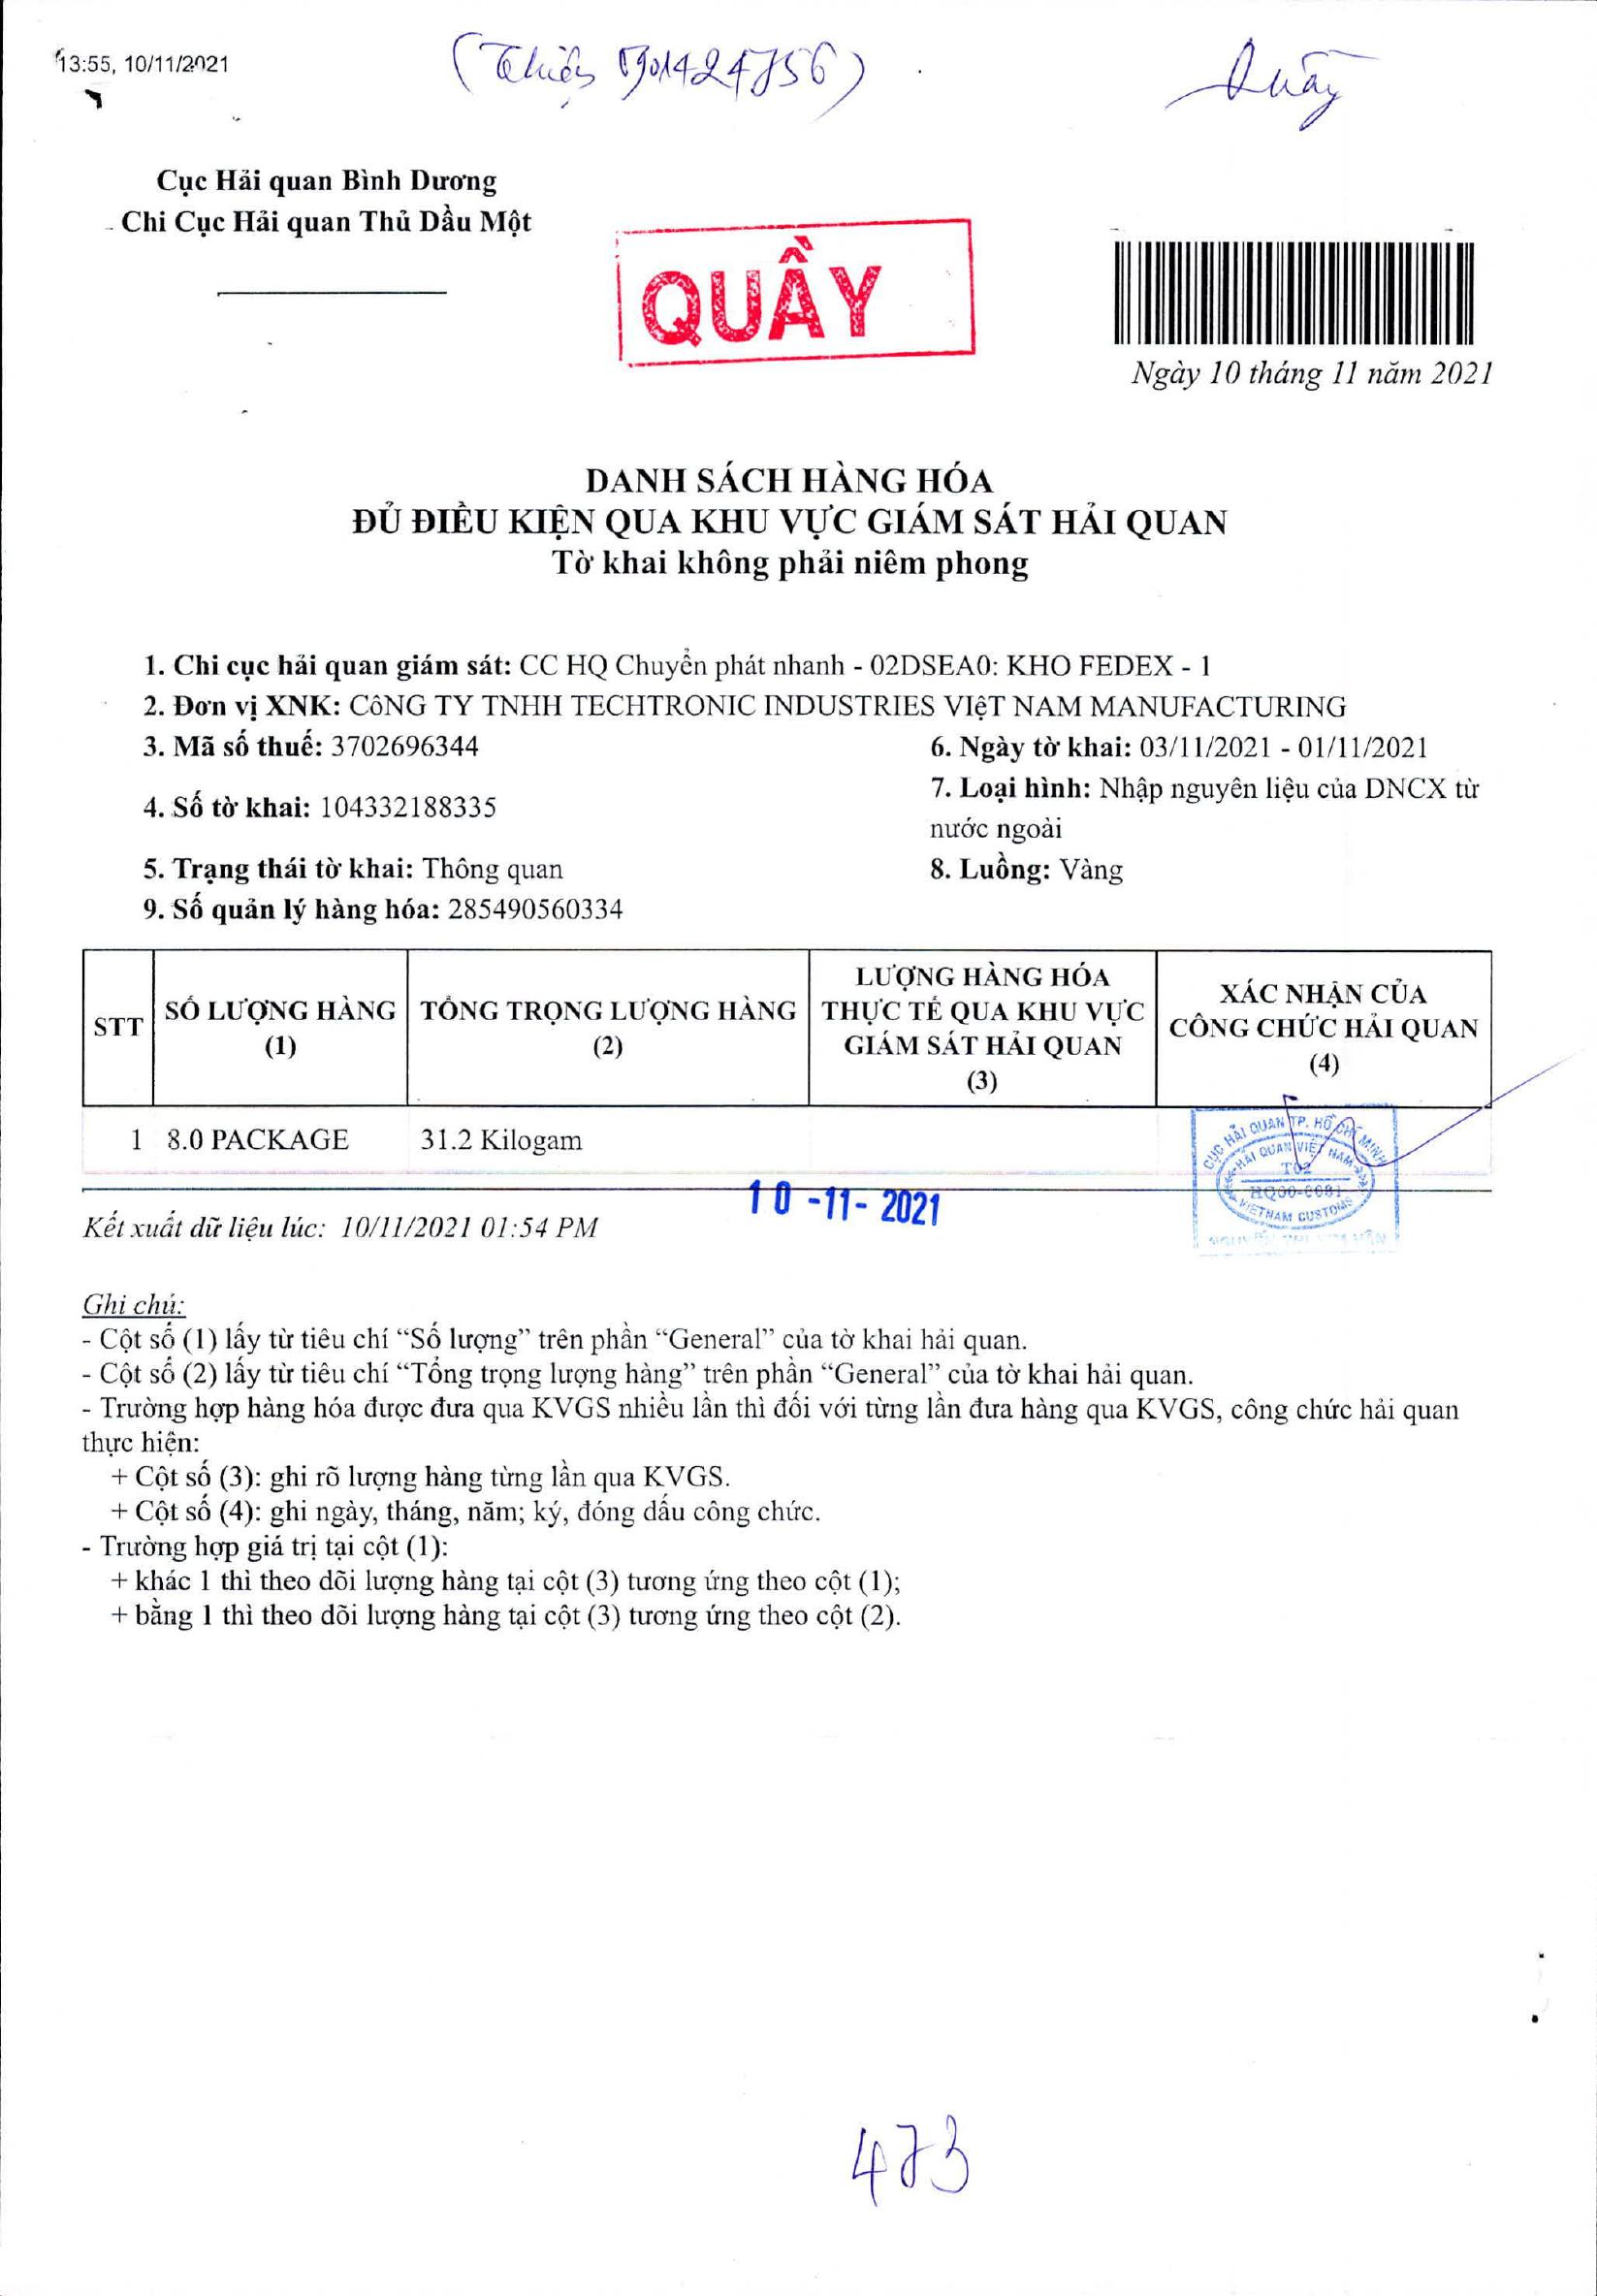 13:55, 10/11/2021
(Thiện 0901424756)
Quầy
Cục Hải quan Bình Dương
Chi Cục Hải quan Thủ Dầu Một
QUẦY
Ngày 10 tháng 11 năm 2021
DANH SÁCH HÀNG HÓA
ĐỦ ĐIỀU KIỆN QUA KHU VỰC GIÁM SÁT HẢI QUAN
Tờ khai không phải niêm phong
1. Chi cục hải quan giám sát: CC HQ Chuyển phát nhanh - 02DSEA0: KHO FEDEX - 1
2. Đơn vị XNK: CôNG TY TNHH TECHTRONIC INDUSTRIES VIệT NAM MANUFACTURING
3. Mã số thuế: 3702696344
6. Ngày tờ khai: 03/11/2021 - 01/11/2021
4. Số tờ khai: 104332188335
7. Loại hình: Nhập nguyên liệu của DNCX từ
nước ngoài
5. Trạng thái tờ khai: Thông quan
8. Luồng: Vàng
9. Số quản lý hàng hóa: 285490560334
STT
SỐ LƯỢNG HÀNG
(1)
TỔNG TRỌNG LƯỢNG HÀNG
(2)
LƯỢNG HÀNG HÓA
THỰC TẾ QUA KHU VỰC
GIÁM SÁT HẢI QUAN
(3)
XÁC NHẬN CỦA
CÔNG CHỨC HẢI QUAN
(4)
1 8.0 PACKAGE 31.2 Kilogam
CỤC HẢI QUAN TP. HỒ CHÍ MINH
HẢI QUAN VIỆT NAM
T02
VIETNAM CUSTOMS
10 -11- 2021
Kết xuất dữ liệu lúc: 10/11/2021 01:54 PM
Ghi chú:
- Cột số (1) lấy từ tiêu chí “Số lượng” trên phần “General” của tờ khai hải quan.
- Cột số (2) lấy từ tiêu chí “Tổng trọng lượng hàng” trên phần “General” của tờ khai hải quan.
- Trường hợp hàng hóa được đưa qua KVGS nhiều lần thì đối với từng lần đưa hàng qua KVGS, công chức hải quan
thực hiện:
+ Cột số (3): ghi rõ lượng hàng từng lần qua KVGS.
+ Cột số (4): ghi ngày, tháng, năm; ký, đóng dấu công chức.
- Trường hợp giá trị tại cột (1):
+ khác 1 thì theo dõi lượng hàng tại cột (3) tương ứng theo cột (1);
+ bằng 1 thì theo dõi lượng hàng tại cột (3) tương ứng theo cột (2).
473